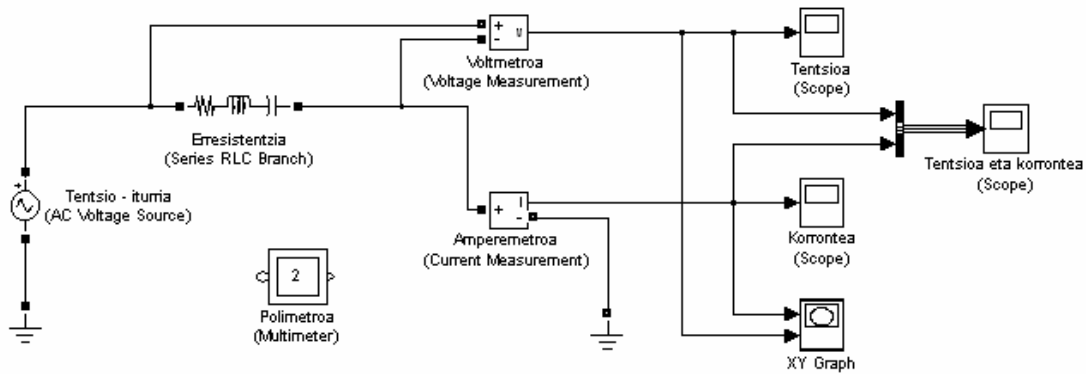 +
-
v
Voltmetroa
(Voltage Measurement)
Tentsioa
(Scope)
Erresistentzia
(Series RLC Branch)
Tentsioa eta korrontea
(Scope)
+
Tentsio - iturria
(AC Voltage Source)
+
i
-
Amperemetroa
(Current Measurement)
Korrontea
(Scope)
2
Polimetroa
(Multimeter)
XY Graph